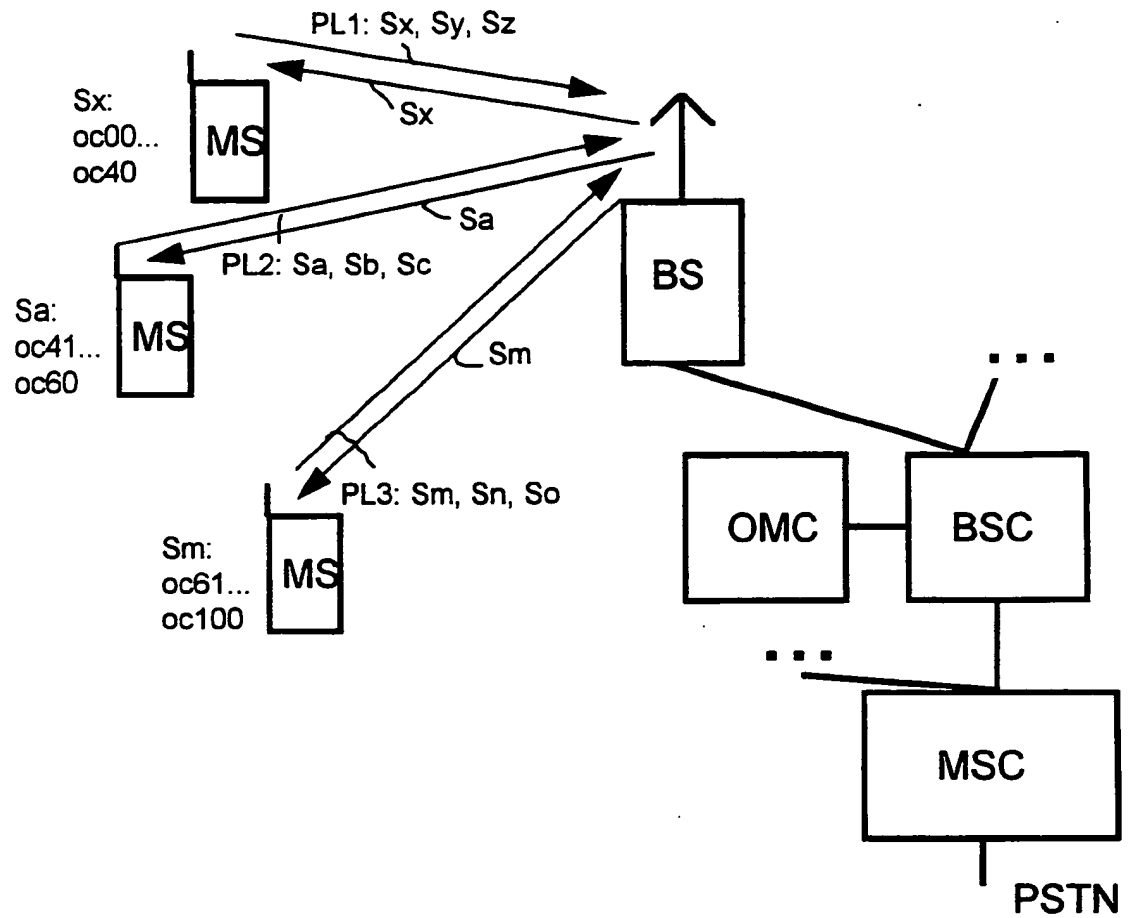 PL1: Sx, Sy, Sz
Sx
Sx:
oc00...
oc40
MS
Sa
PL2: Sa, Sb, Sc
BS
Sa:
oc41...
oc60
MS
Sm
...
PL3: Sm, Sn, So
OMC
BSC
Sm:
oc61...
oc100
MS
...
MSC
PSTN